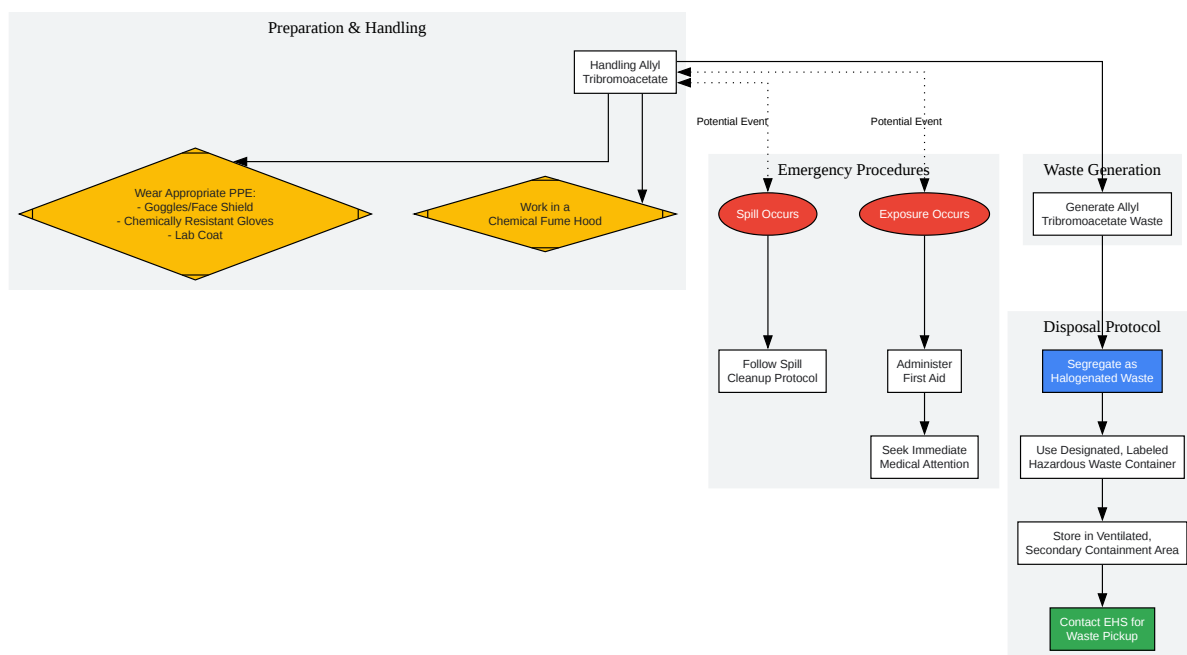 Preparation & Handling
Handling Allyl
Tribromoacetate
Potential Event
Potential Event
Wear Appropriate PPE:
- Goggles/Face Shield
- Chemically Resistant Gloves
- Lab Coat
Work in a
Chemical Fume Hood
Emergency Procedures
Spill Occurs
Exposure Occurs
Follow Spill
Cleanup Protocol
Administer
First Aid
Seek Immediate
Medical Attention
Waste Generation
Generate Allyl
Tribromoacetate Waste
Disposal Protocol
Segregate as
Halogenated Waste
Use Designated, Labeled
Hazardous Waste Container
Store in Ventilated,
Secondary Containment Area
Contact EHS for
Waste Pickup